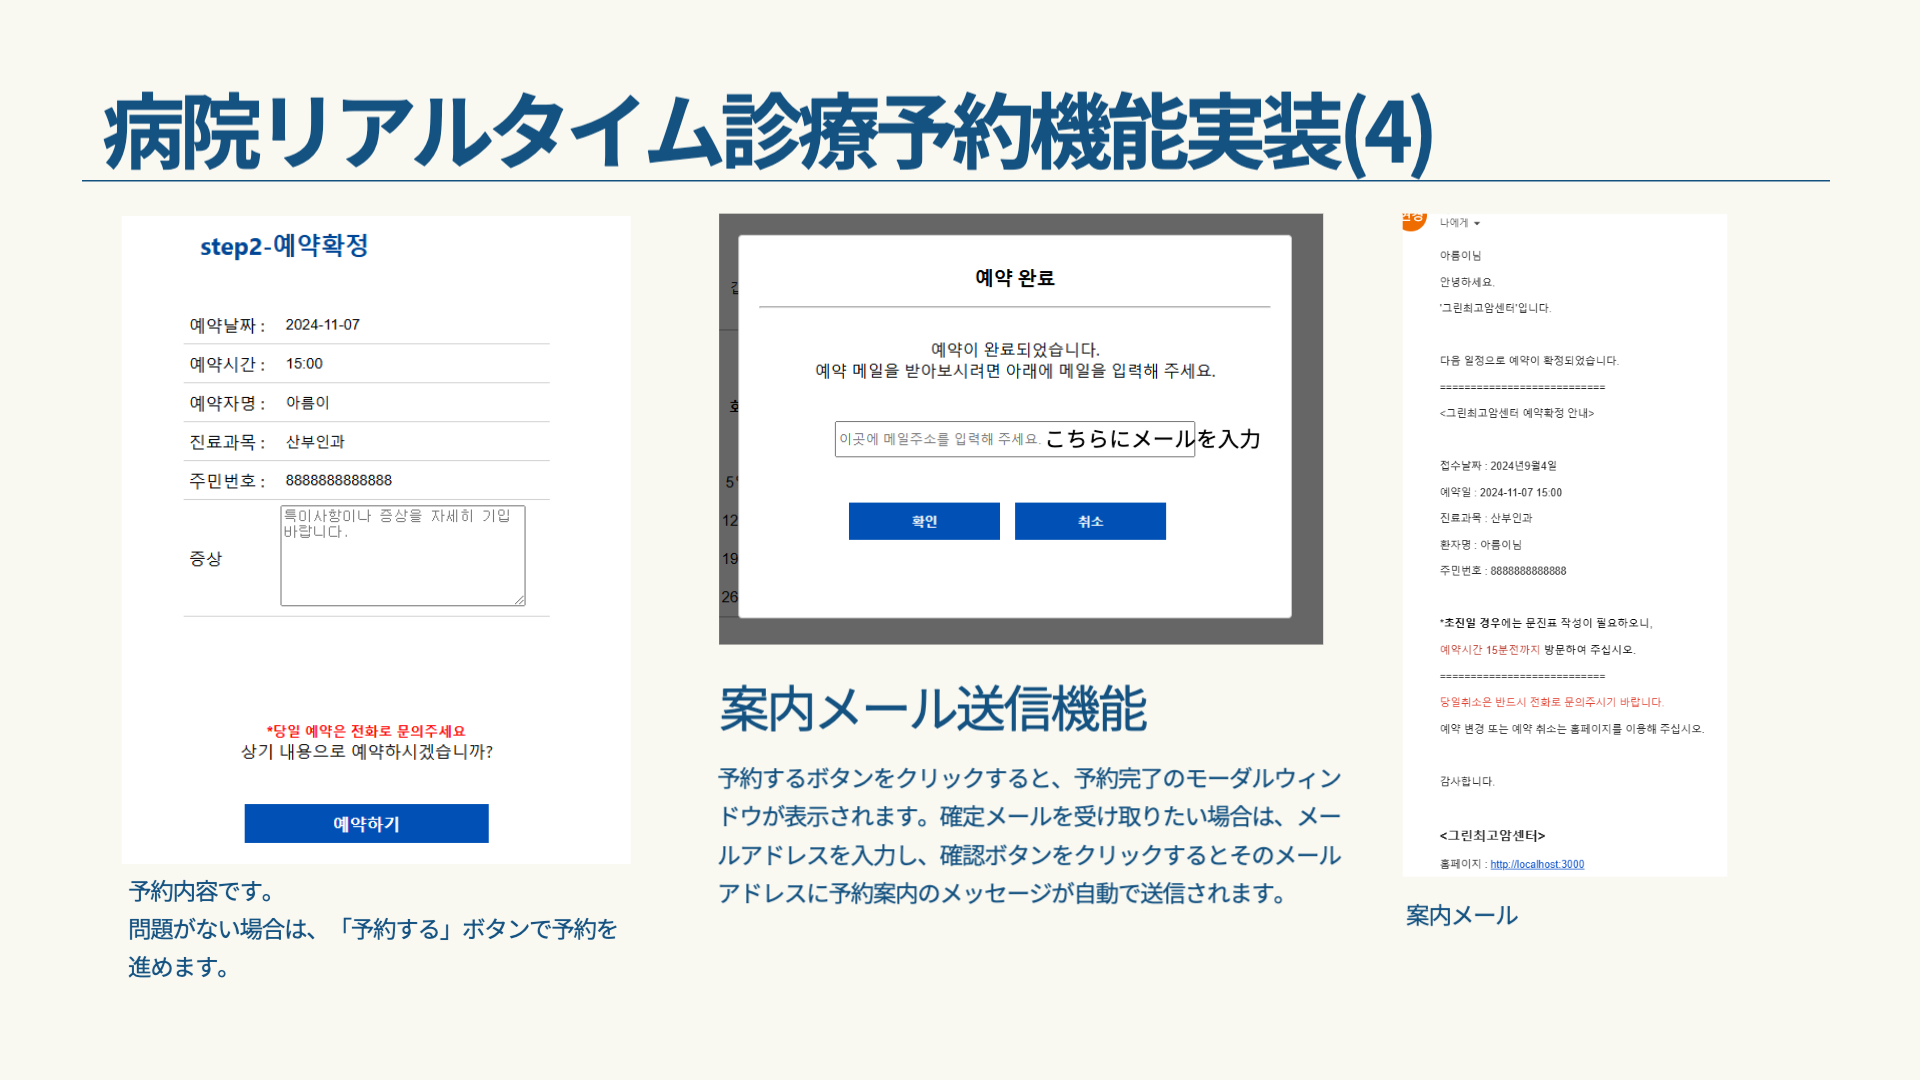 病院リアルタイム診療予約機能実装(4)
step2-예약확정
예약날짜 : 2024-11-07
예약시간 : 15:00
예약자명 : 아름이
진료과목 : 산부인과
주민번호 : 8888888888888
증상
특이사항이나 증상을 자세히 기입
바랍니다.
*당일 예약은 전화로 문의주세요
상기 내용으로 예약하시겠습니까?
예약하기
予約内容です。
問題がない場合は、「予約する」ボタンで予約を
進めます。
5
12
19
26
예약 완료
예약이 완료되었습니다.
예약 메일을 받아보시려면 아래에 메일을 입력해 주세요.
이곳에 메일주소를 입력해 주세요. こちらにメールを入力
확인 취소
案内メール送信機能
予約するボタンをクリックすると、予約完了のモーダルウィン
ドウが表示されます。確定メールを受け取りたい場合は、メー
ルアドレスを入力し、確認ボタンをクリックするとそのメール
アドレスに予約案内のメッセージが自動で送信されます。
나에게
아름이님
안녕하세요.
'그린최고암센터'입니다.
다음 일정으로 예약이 확정되었습니다.
===========================
<그린최고암센터 예약확정 안내>
접수날짜 : 2024년9월4일
예약일 : 2024-11-07 15:00
진료과목 : 산부인과
환자명 : 아름이님
주민번호 : 8888888888888
*초진일 경우에는 문진표 작성이 필요하오니,
예약시간 15분전까지 방문하여 주십시오.
===========================
당일취소은 반드시 전화로 문의주시기 바랍니다.
예약 변경 또는 예약 취소는 홈페이지를 이용해 주십시오.
감사합니다.
<그린최고암센터>
홈페이지 : http://localhost:3000
案内メール